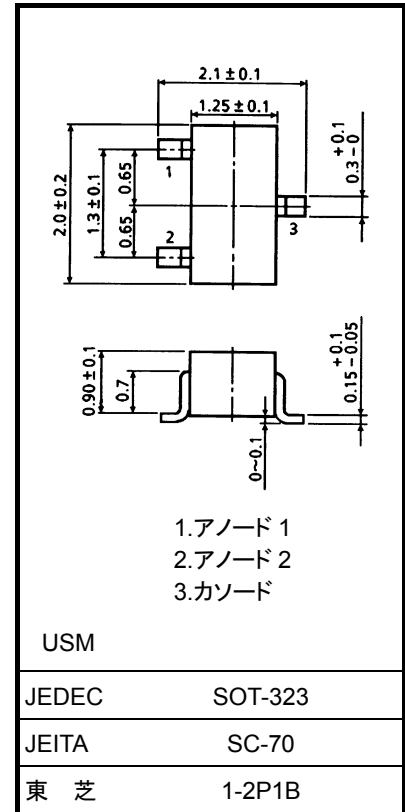 2.1±0.1
1.25±0.1
2.0±0.2
1.3±0.1
0.65
0.65
1
2
3
+0.1
0.3-0
0.90±0.1
0.7
0~0.1
+0.1
0.15-0.05
1.アノード 1
2.アノード 2
3.カソード
USM
JEDEC SOT-323
JEITA SC-70
東 芝 1-2P1B